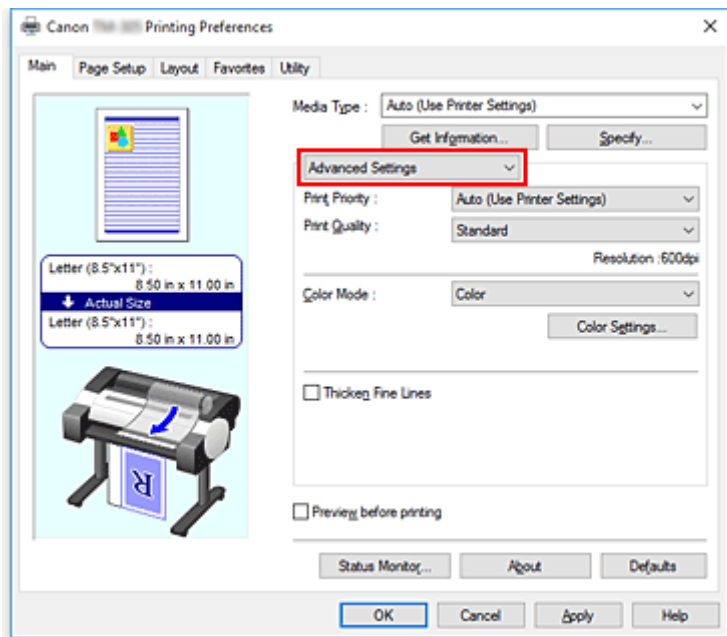 Canon Printing Preferences
Main Page Setup Layout Favorites Utility
Media Type : Auto (Use Printer Settings)
Get Information... Specify...
Advanced Settings
Print Priority : Auto (Use Printer Settings)
Print Quality : Standard
Resolution :600dpi
Letter (8.5"x11") :
8.50 in x 11.00 in
Actual Size
Letter (8.5"x11") :
8.50 in x 11.00 in
Color Mode : Color
Color Settings...
Thicken Fine Lines
R
Preview before printing
Status Monitor... About Defaults
OK Cancel Apply Help